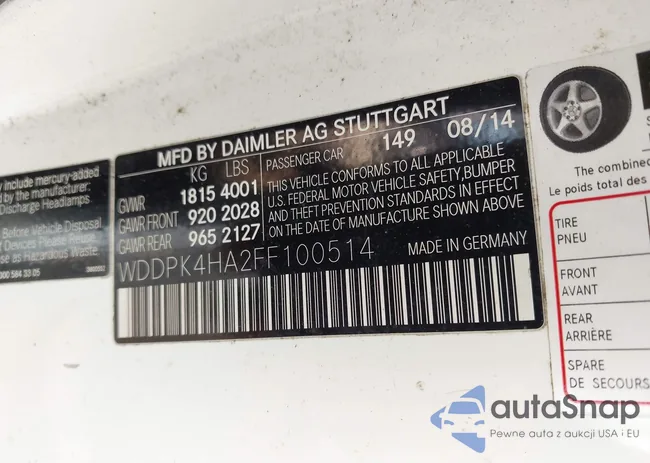 include mercury-added
the manufacturer:
Discharge Headlamps
Before Vehicle Disposal
as hazardous Waste.
000 584 33 05
MFD BY DAIMLER AG STUTTGART
KG LBS PASSENGER CAR 149 08/14
GVWR 1815 4001
GAWR FRONT 920 2028
GAWR REAR 965 2127
THIS VEHICLE CONFORMS TO ALL APPLICABLE
U.S. FEDERAL MOTOR VEHICLE SAFETY, BUMPER
AND THEFT PREVENTION STANDARDS IN EFFECT
ON THE DATE OF MANUFACTURE SHOWN ABOVE
WDDPK4HA2FF100514 MADE IN GERMANY
The combined
Le poids total des
TIRE
PNEU
FRONT
AVANT
REAR
ARRIÈRE
SPARE
DE SECOURS
autaSnap
Pewne auta z aukcji USA i EU